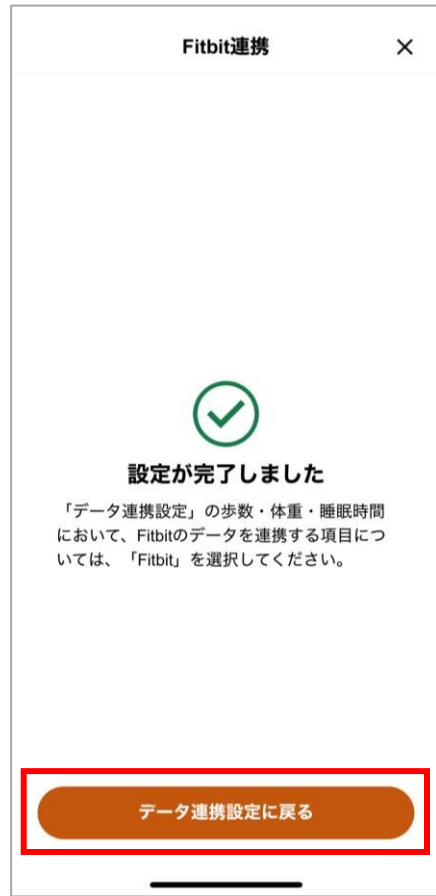 Fitbit連携
設定が完了しました
「データ連携設定」の歩数・体重・睡眠時間
において、Fitbitのデータを連携する項目につ
いては、「Fitbit」を選択してください。
データ連携設定に戻る